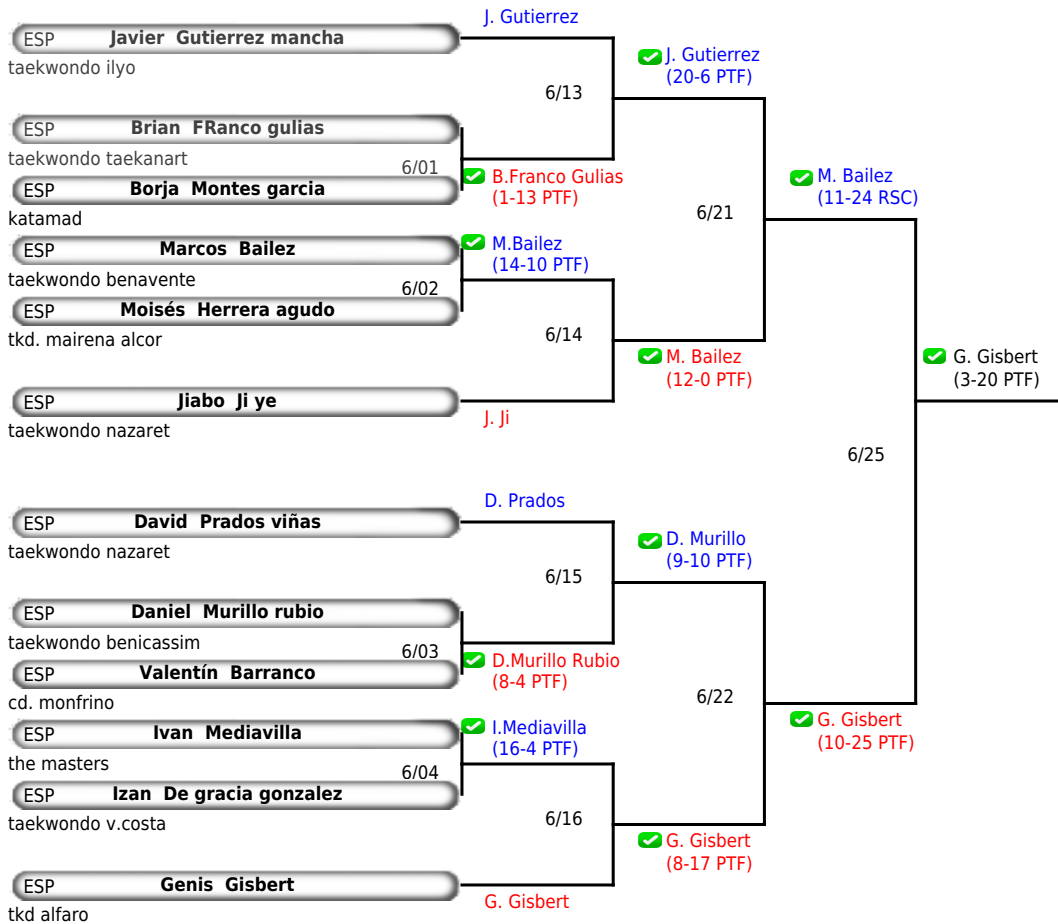 J. Gutierrez
ESP Javier Gutierrez mancha
taekwondo ilyo
J. Gutierrez
(20-6 PTF)
6/13
ESP Brian FRanco gulias
taekwondo taekanart
6/01
B.Franco Gulias
(1-13 PTF)
ESP Borja Montes garcia
katamad
M. Bailez
(11-24 RSC)
6/21
ESP Marcos Bailez
taekwondo benavente
M.Bailez
(14-10 PTF)
6/02
ESP Moisés Herrera agudo
tkd. mairena alcor
6/14
M. Bailez
(12-0 PTF)
G. Gisbert
(3-20 PTF)
ESP Jiabo Ji ye
taekwondo nazaret
J. Ji
6/25
D. Prados
ESP David Prados viñas
taekwondo nazaret
D. Murillo
(9-10 PTF)
6/15
ESP Daniel Murillo rubio
taekwondo benicassim
6/03
D.Murillo Rubio
(8-4 PTF)
ESP Valentín Barranco
cd. monfrino
6/22
G. Gisbert
(10-25 PTF)
ESP Ivan Mediavilla
the masters
I.Mediavilla
(16-4 PTF)
6/04
ESP Izan De gracia gonzalez
taekwondo v.costa
6/16
G. Gisbert
(8-17 PTF)
ESP Genis Gisbert
tkd alfaro
G. Gisbert